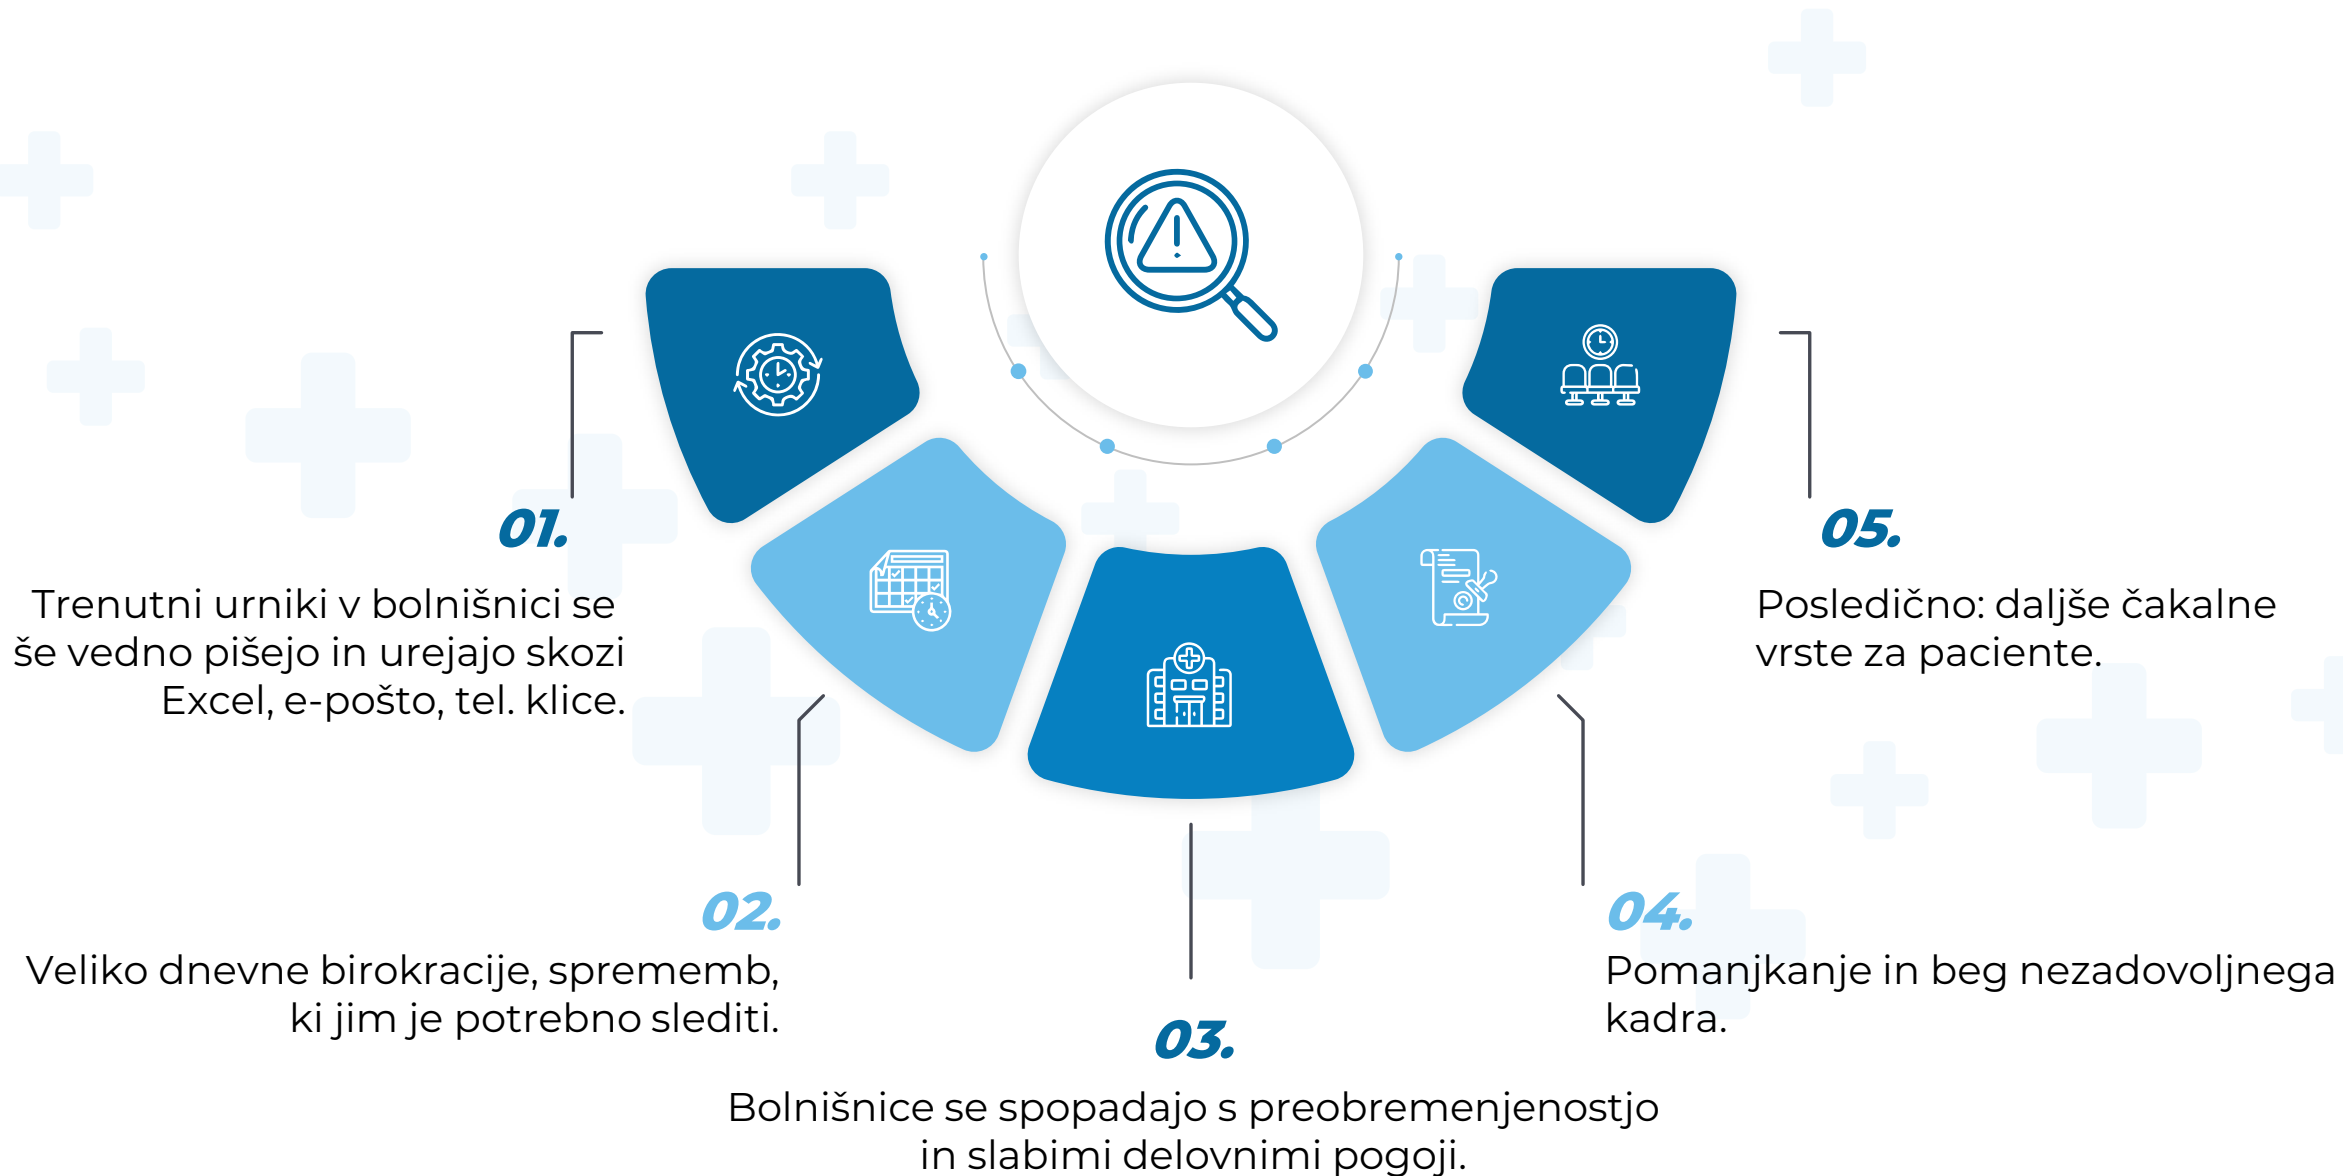 01.
Trenutni urniki v bolnišnici se
še vedno pišejo in urejajo skozi
Excel, e-pošto, tel. klice.
02.
Veliko dnevne birokracije, sprememb,
ki jim je potrebno slediti.
03.
Bolnišnice se spopadajo s preobremenjenostjo
in slabimi delovnimi pogoji.
04.
Pomanjkanje in beg nezadovoljnega
kadra.
05.
Posledično: daljše čakalne
vrste za paciente.